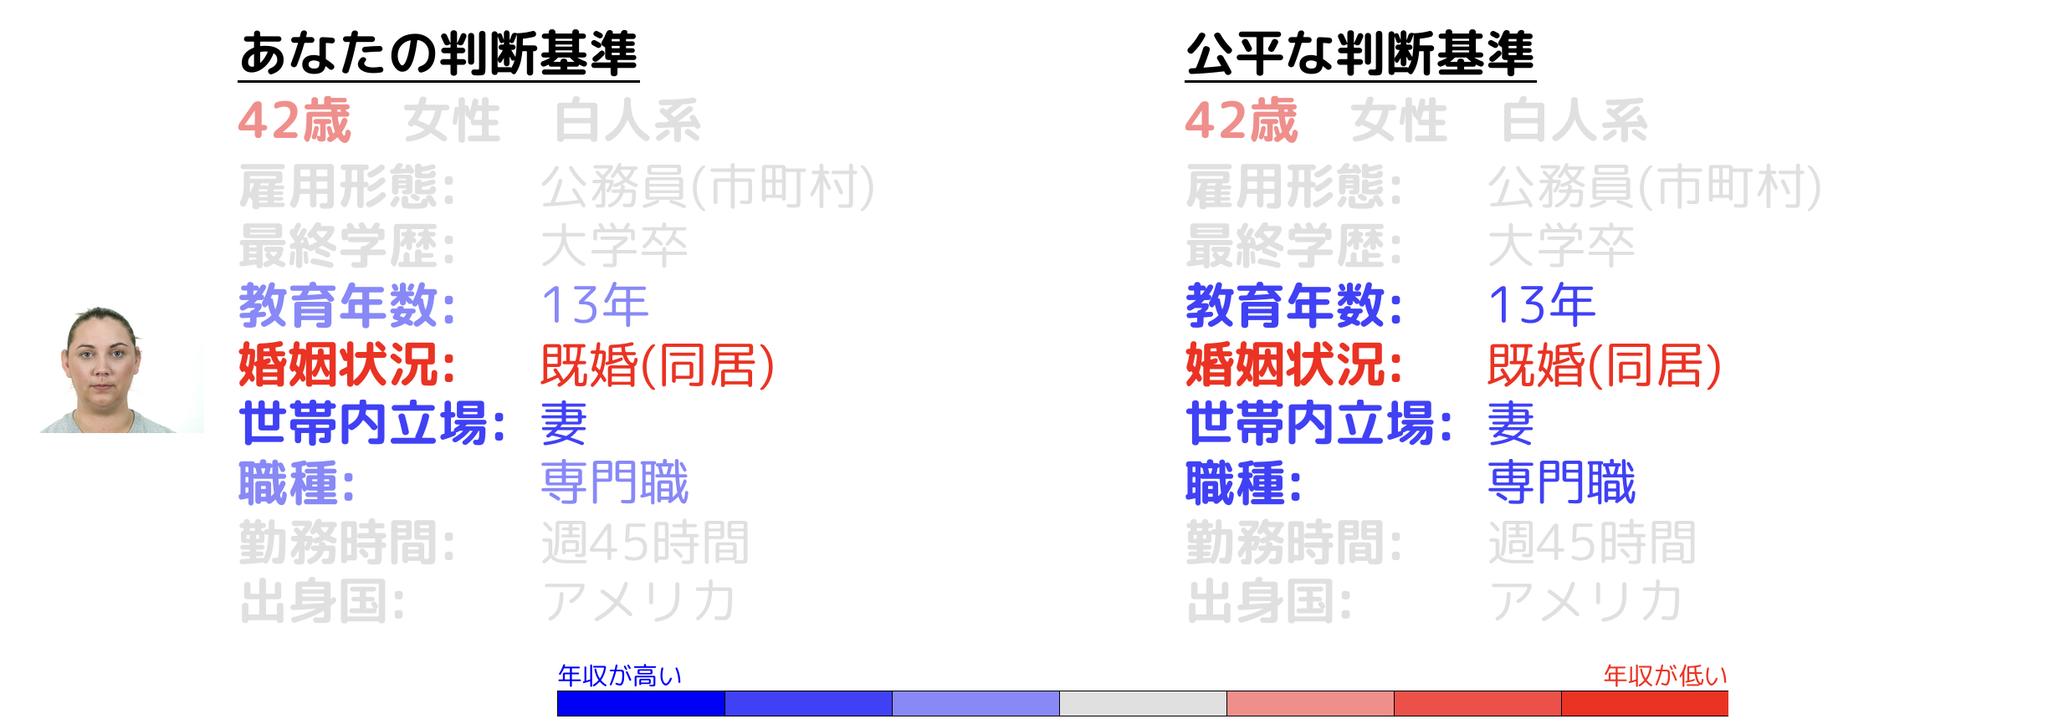 あなたの判断基準
42歳 女性 白人系
雇用形態: 公務員(市町村)
最終学歴: 大学卒
教育年数: 13年
婚姻状況: 既婚(同居)
世帯内立場: 妻
職種: 専門職
勤務時間: 週45時間
出身国: アメリカ
公平な判断基準
42歳 女性 白人系
雇用形態: 公務員(市町村)
最終学歴: 大学卒
教育年数: 13年
婚姻状況: 既婚(同居)
世帯内立場: 妻
職種: 専門職
勤務時間: 週45時間
出身国: アメリカ
年収が高い
年収が低い